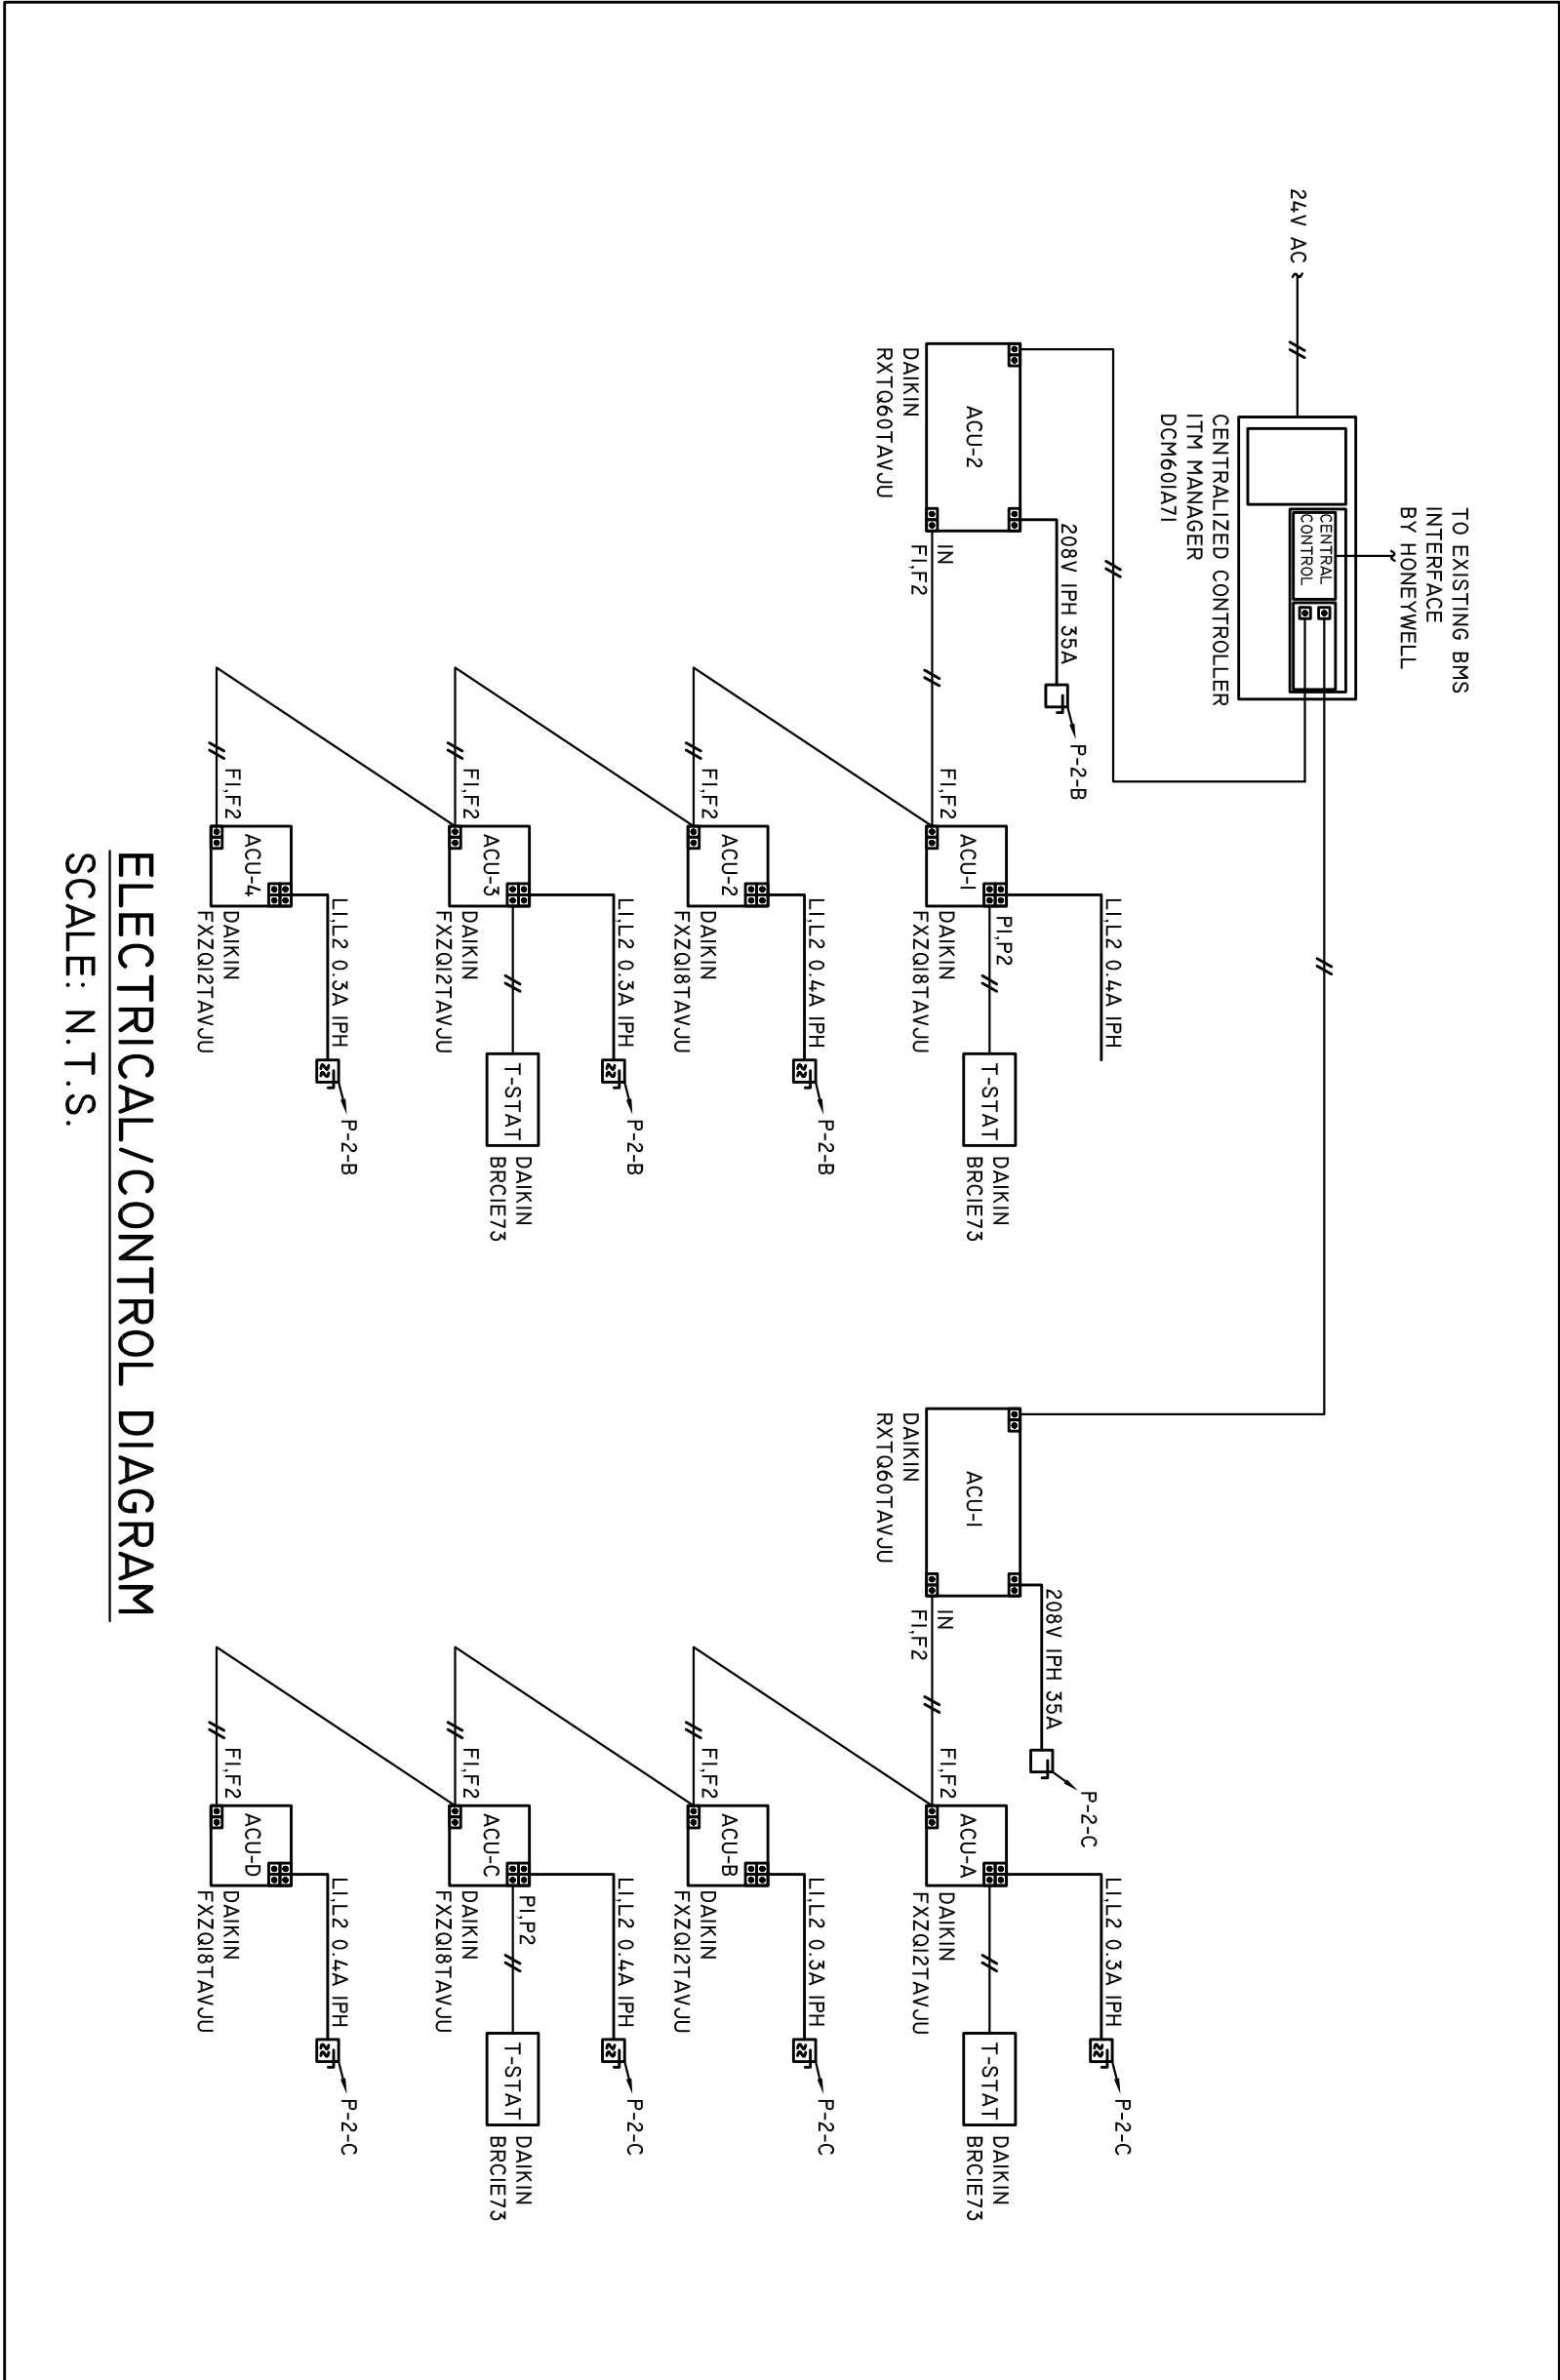 TO EXISTING BMS
INTERFACE
BY HONEYWELL
24V AC
CENTRAL
CONTROL
CENTRALIZED CONTROLLER
ITM MANAGER
DCM601A71
ACU-2
DAIKIN
RXTQ60TAVJU
208V 1PH 35A
P-2-B
IN
F1,F2
F1,F2
ACU-1
L1,L2 0.4A 1PH
P1,P2
DAIKIN
FXZQ18TAVJU
T-STAT
DAIKIN
BRC1E73
F1,F2
ACU-2
L1,L2 0.4A 1PH
P-2-B
DAIKIN
FXZQ18TAVJU
F1,F2
ACU-3
L1,L2 0.3A 1PH
P-2-B
DAIKIN
FXZQ12TAVJU
T-STAT
DAIKIN
BRC1E73
F1,F2
ACU-4
L1,L2 0.3A 1PH
P-2-B
DAIKIN
FXZQ12TAVJU
ACU-1
DAIKIN
RXTQ60TAVJU
208V 1PH 35A
P-2-C
IN
F1,F2
F1,F2
ACU-A
L1,L2 0.3A 1PH
P-2-C
DAIKIN
FXZQ12TAVJU
T-STAT
DAIKIN
BRC1E73
F1,F2
ACU-B
L1,L2 0.3A 1PH
P-2-C
DAIKIN
FXZQ12TAVJU
F1,F2
ACU-C
L1,L2 0.4A 1PH
P-2-C
P1,P2
DAIKIN
FXZQ18TAVJU
T-STAT
DAIKIN
BRC1E73
F1,F2
ACU-D
L1,L2 0.4A 1PH
P-2-C
DAIKIN
FXZQ18TAVJU
ELECTRICAL/CONTROL DIAGRAM
SCALE: N.T.S.